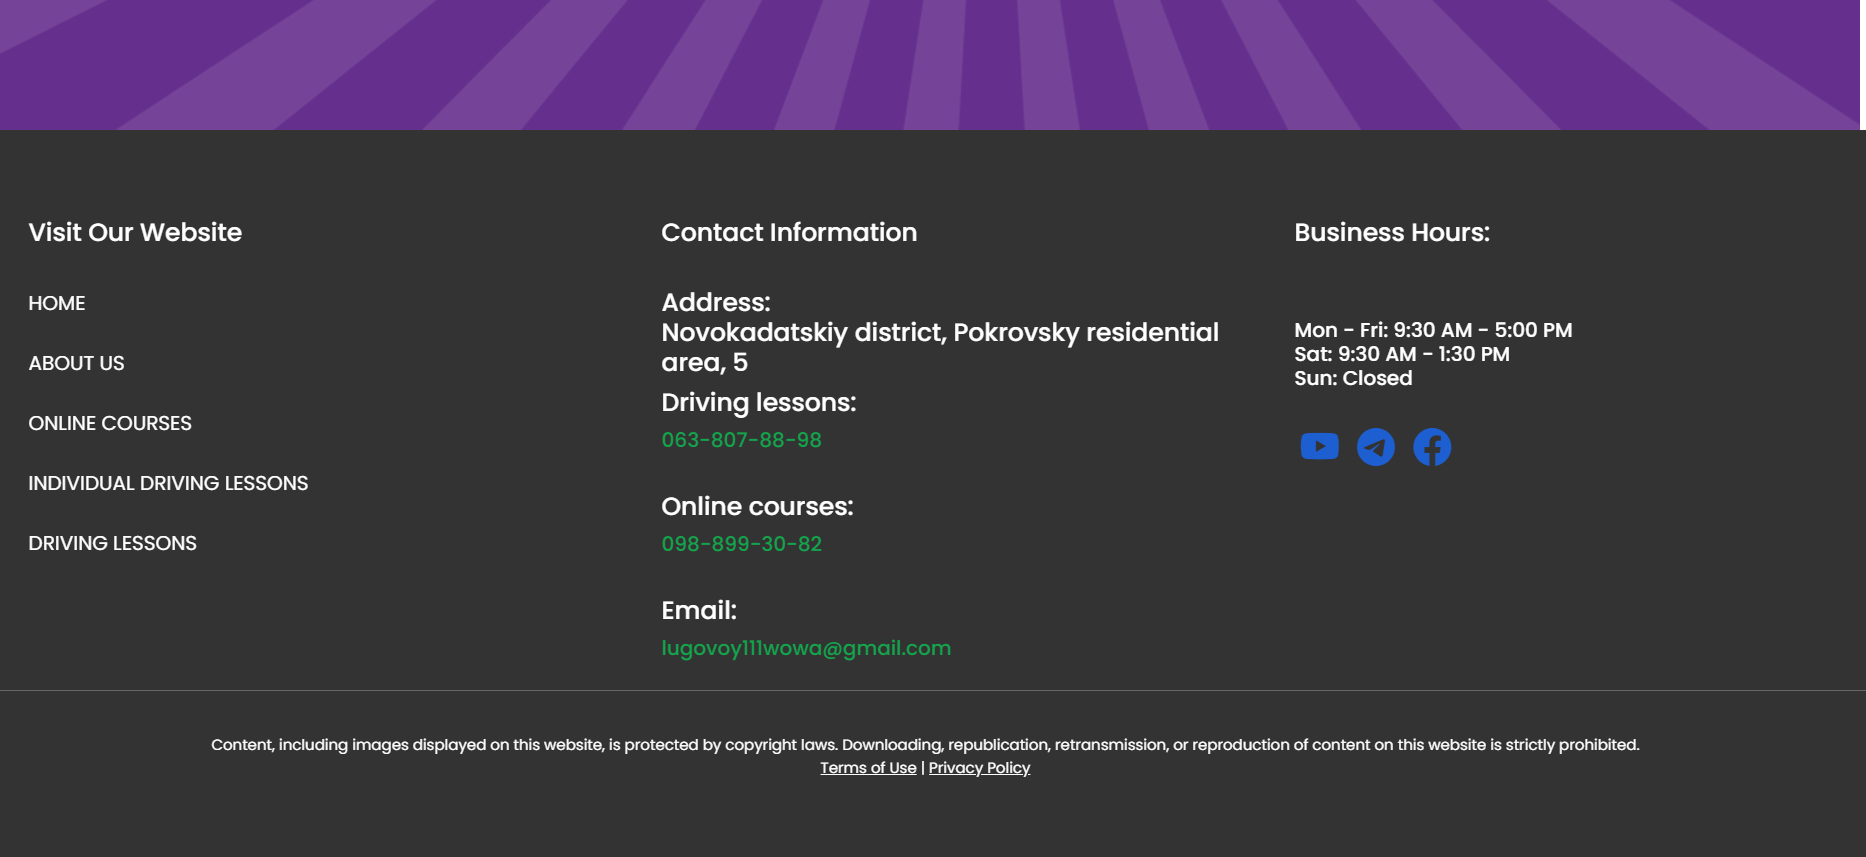 Visit Our Website
HOME
ABOUT US
ONLINE COURSES
INDIVIDUAL DRIVING LESSONS
DRIVING LESSONS
Contact Information
Address:
Novokadatskiy district, Pokrovsky residential
area, 5
Driving lessons:
063-807-88-98
Online courses:
098-899-30-82
Email:
lugovoy111wowa@gmail.com
Business Hours:
Mon - Fri: 9:30 AM - 5:00 PM
Sat: 9:30 AM - 1:30 PM
Sun: Closed
Content, including images displayed on this website, is protected by copyright laws. Downloading, republication, retransmission, or reproduction of content on this website is strictly prohibited.
Terms of Use | Privacy Policy